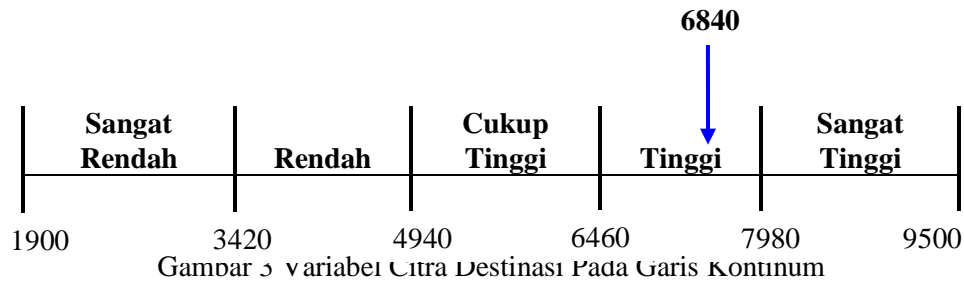 6840
Sangat Rendah
Rendah
Cukup Tinggi
Tinggi
Sangat Tinggi
1900 3420 4940 6460 7980 9500
Gambar 3 Variabel Citra Destinasi Pada Garis Kontinum